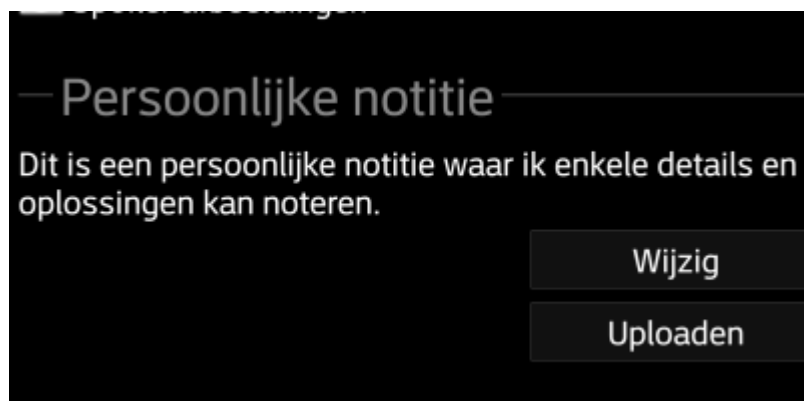 Persoonlijke notitie
Dit is een persoonlijke notitie waar ik enkele details en
oplossingen kan noteren.
Wijzig
Uploaden